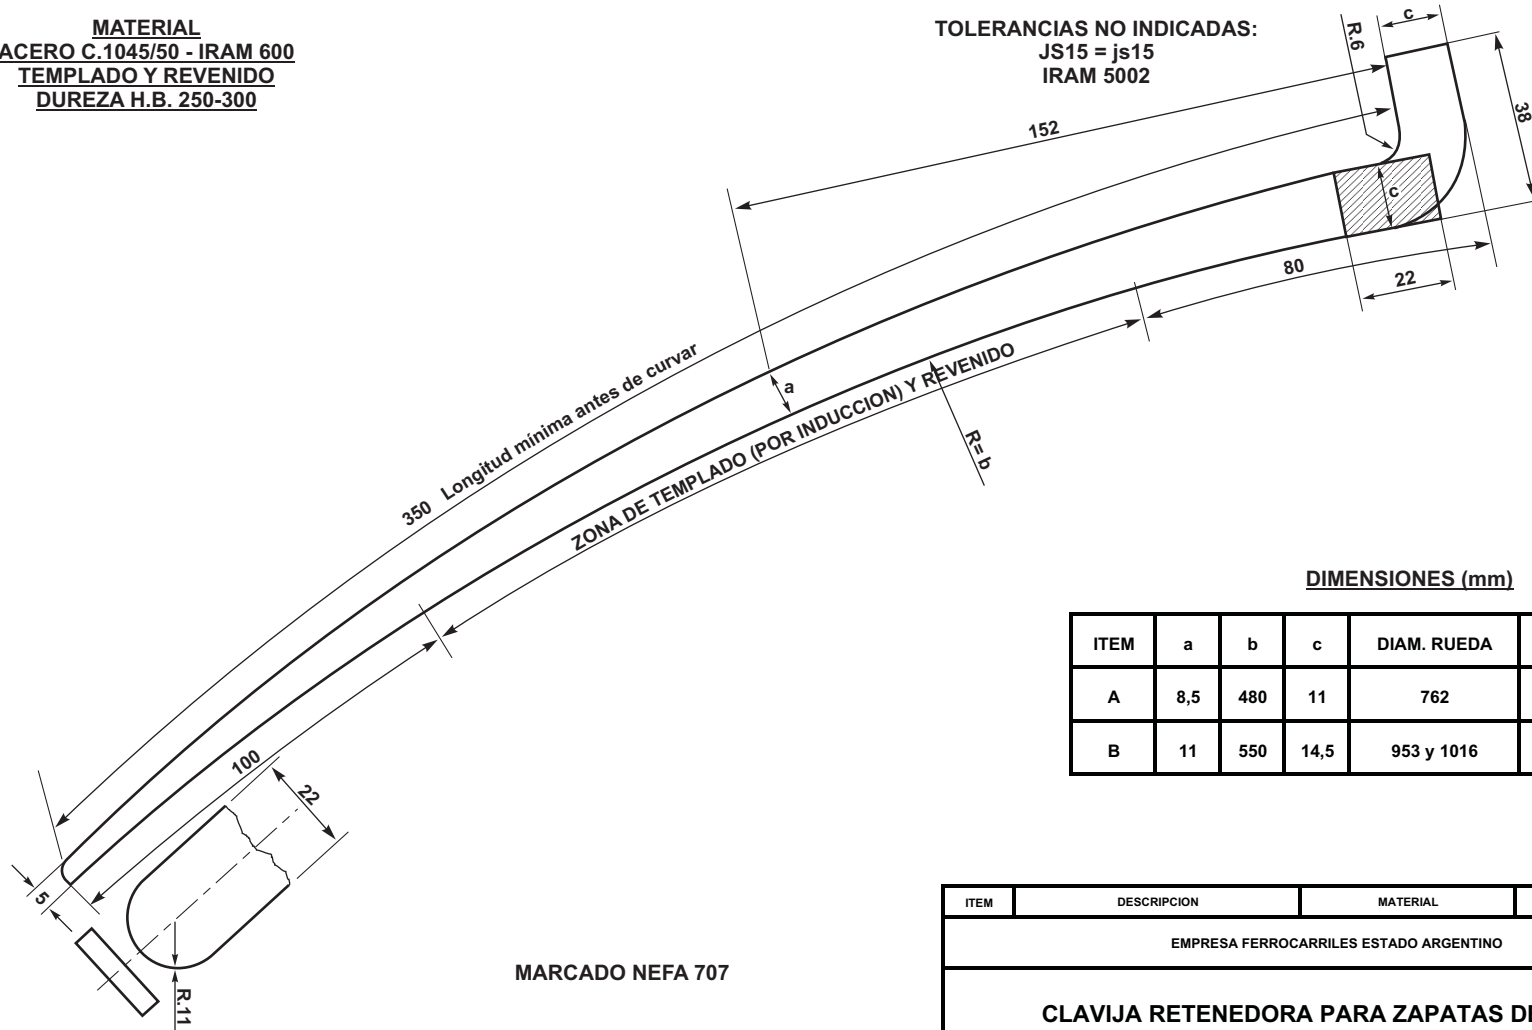 MATERIAL
ACERO C.1045/50 - IRAM 600
TEMPLADO Y REVENIDO
DUREZA H.B. 250-300
TOLERANCIAS NO INDICADAS:
JS15 = js15
IRAM 5002
c
R.6
38
152
c
80
22
350 Longitud mínima antes de curvar
a
ZONA DE TEMPLADO (POR INDUCCION) Y REVENIDO
R= b
100
22
5
R.11
DIMENSIONES (mm)
ITEM a b c DIAM. RUEDA
A 8,5 480 11 762
B 11 550 14,5 953 y 1016
MARCADO NEFA 707
ITEM DESCRIPCION MATERIAL
EMPRESA FERROCARRILES ESTADO ARGENTINO
CLAVIJA RETENEDORA PARA ZAPATAS